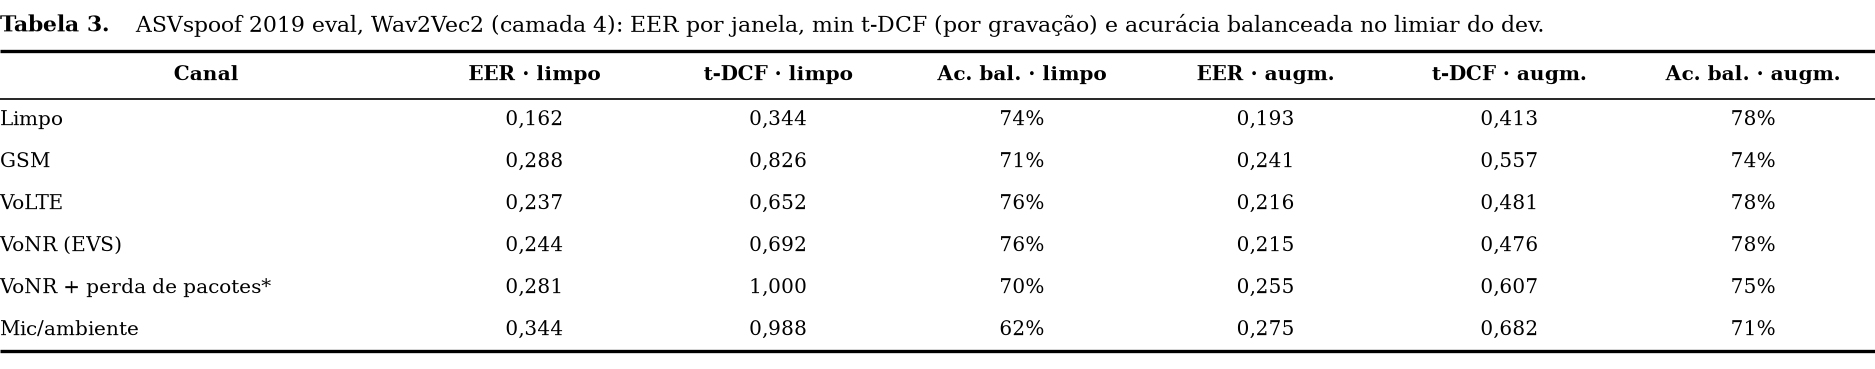 Tabela 3. ASVspoof 2019 eval, Wav2Vec2 (camada 4): EER por janela, min t-DCF (por gravação) e acurácia balanceada no limiar do dev.
Canal EER · limpo t-DCF · limpo Ac. bal. · limpo EER · augm. t-DCF · augm. Ac. bal. · augm.
Limpo 0,162 0,344 74% 0,193 0,413 78%
GSM 0,288 0,826 71% 0,241 0,557 74%
VoLTE 0,237 0,652 76% 0,216 0,481 78%
VoNR (EVS) 0,244 0,692 76% 0,215 0,476 78%
VoNR + perda de pacotes* 0,281 1,000 70% 0,255 0,607 75%
Mic/ambiente 0,344 0,988 62% 0,275 0,682 71%